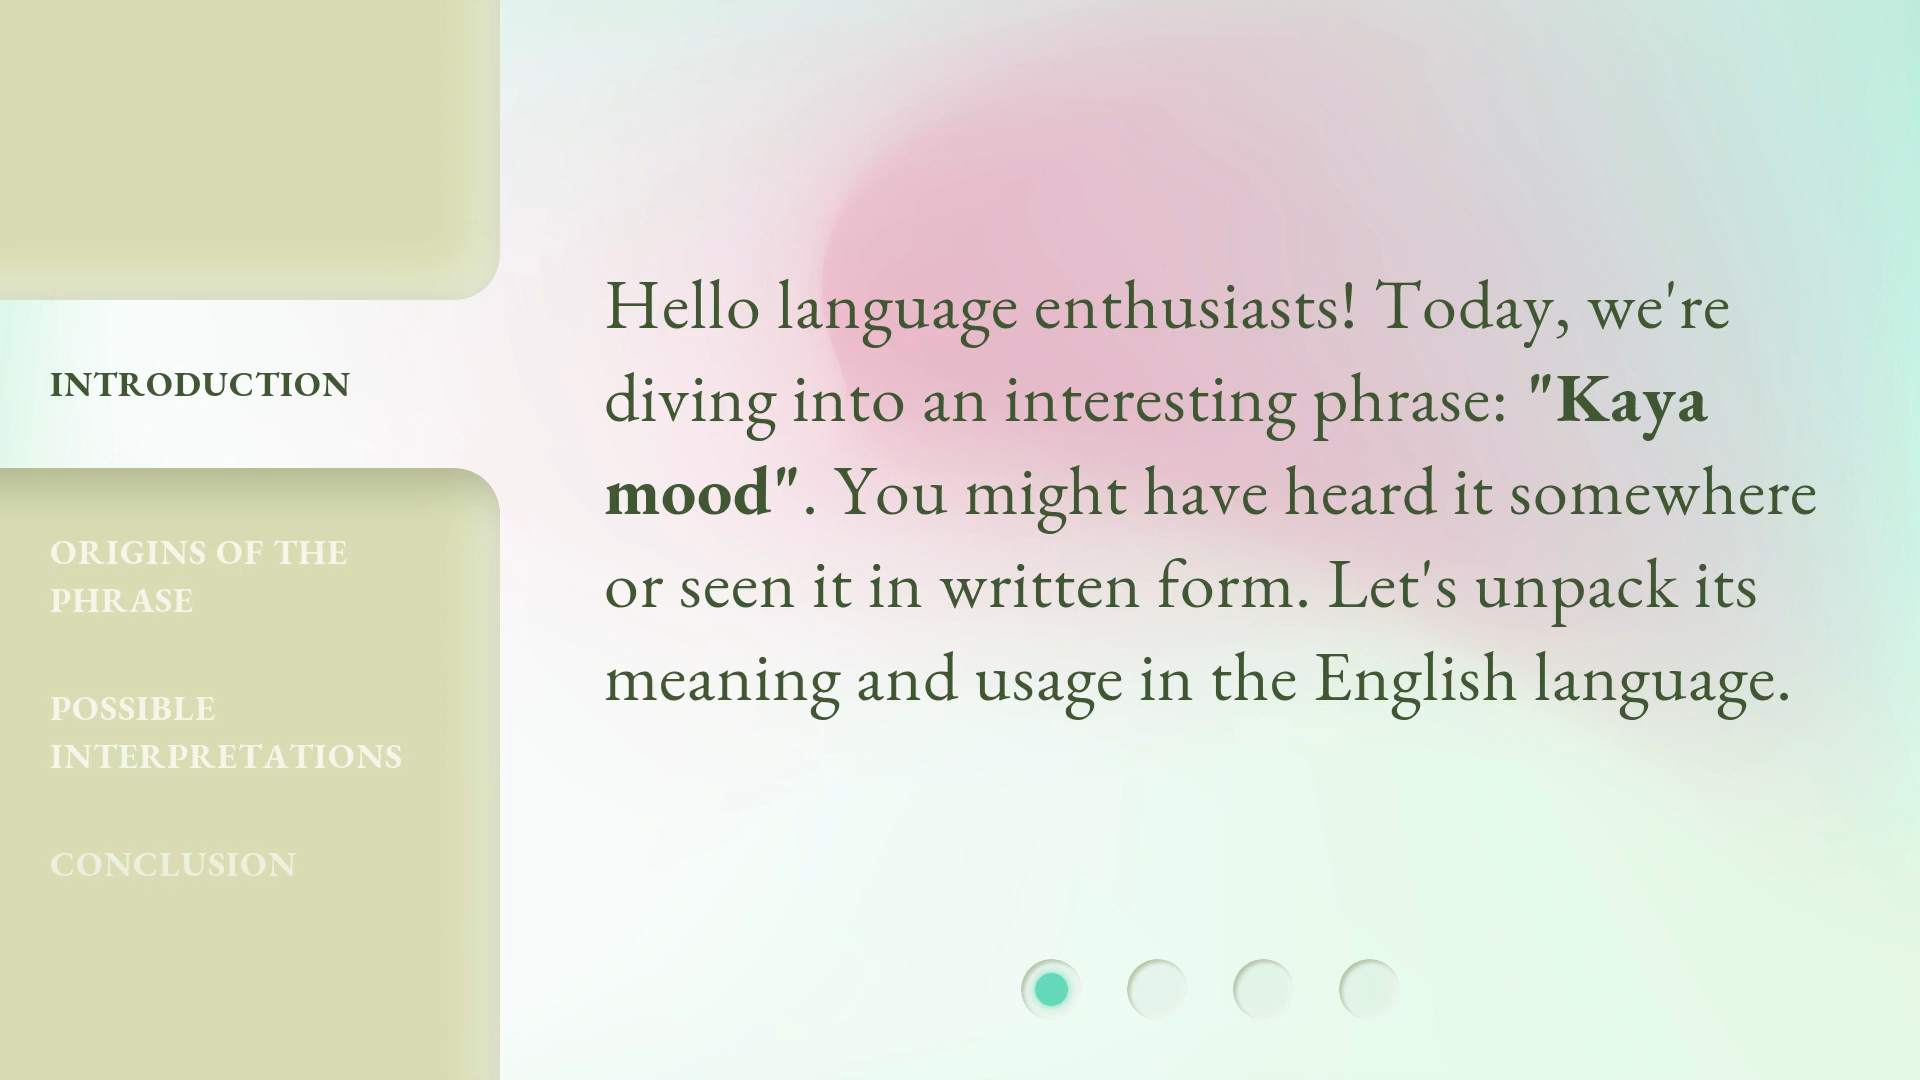 INTRODUCTION
ORIGINS OF THE
PHRASE
POSSIBLE
INTERPRETATIONS
CONCLUSION
Hello language enthusiasts! Today, we're
diving into an interesting phrase: "Kaya
mood". You might have heard it somewhere
or seen it in written form. Let's unpack its
meaning and usage in the English language.